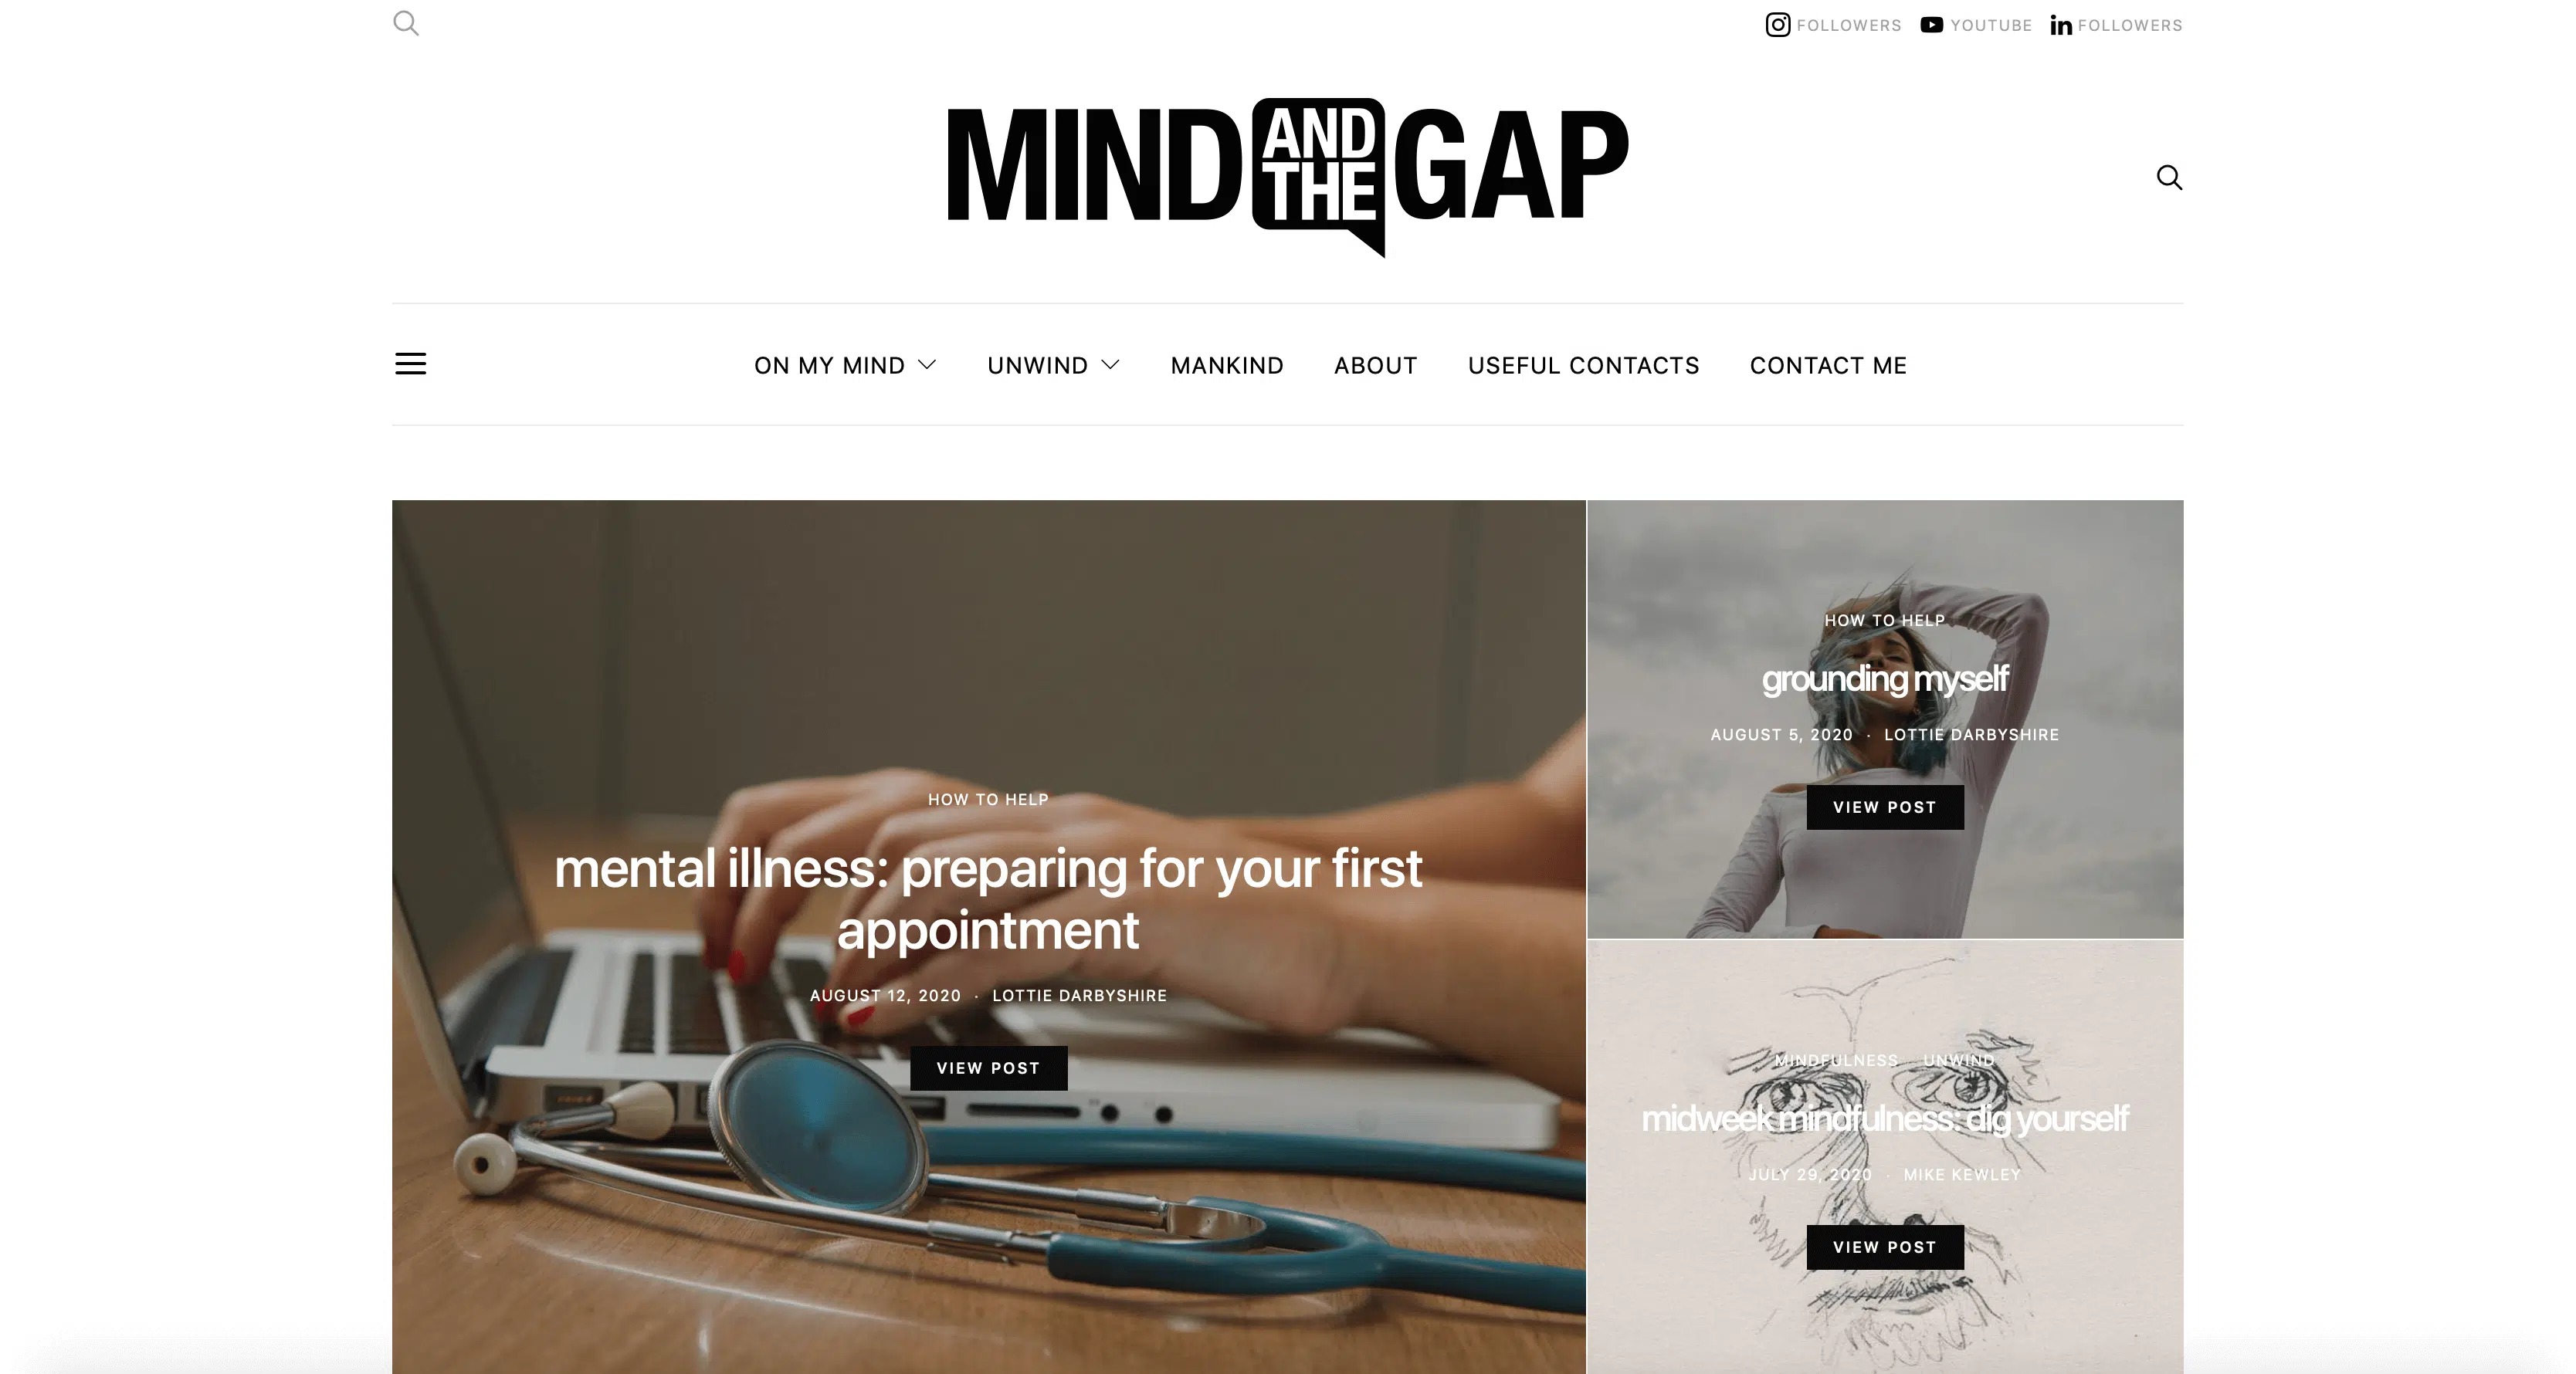 FOLLOWERS YOUTUBE FOLLOWERS
MIND AND THE GAP
ON MY MIND UNWIND MANKIND ABOUT USEFUL CONTACTS CONTACT ME
HOW TO HELP
mental illness: preparing for your first
appointment
AUGUST 12, 2020 · LOTTIE DARBYSHIRE
VIEW POST
HOW TO HELP
grounding myself
AUGUST 5, 2020 · LOTTIE DARBYSHIRE
VIEW POST
MINDFULNESS UNWIND
midweek mindfulness: dig yourself
JULY 29, 2020 · MIKE KEWLEY
VIEW POST